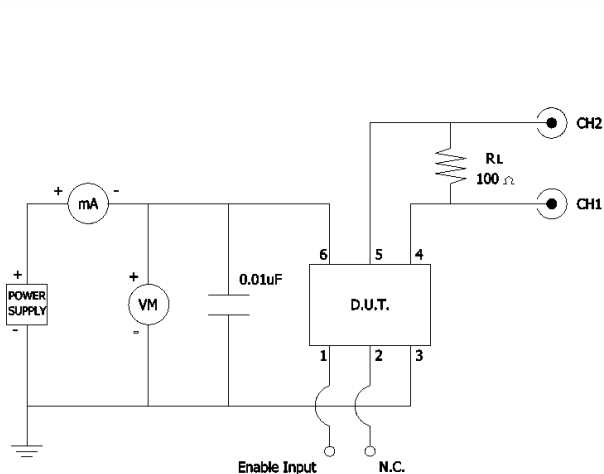 CH2
RL
100 Ω
CH1
+ mA -
6 5 4
+
POWER
SUPPLY
-
+
VM
-
0.01uF
D.U.T.
1 2 3
Enable Input
N.C.